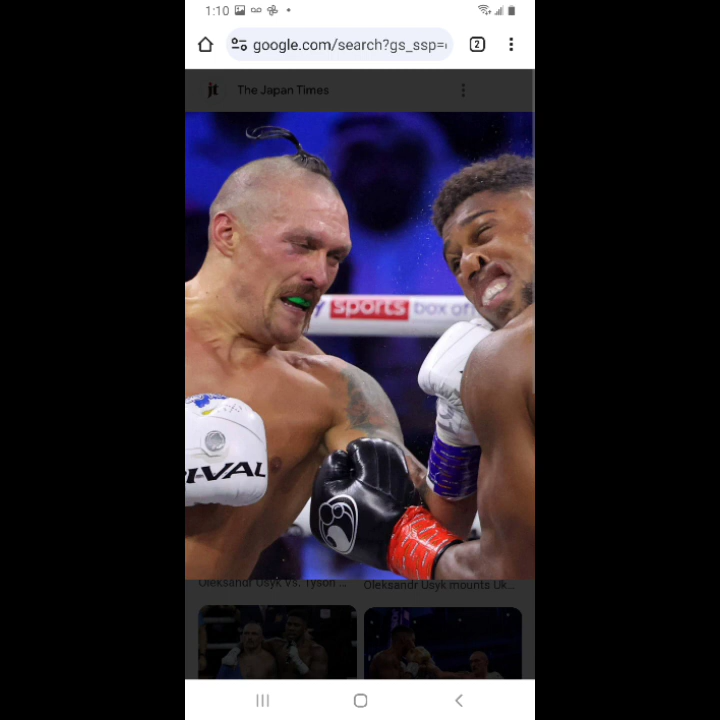 1:10
google.com/search?gs_ssp=
2
jt The Japan Times
sports box of
RIVAL
Oleksandr Usyk vs. Tyson ...
Oleksandr Usyk mounts Uk...